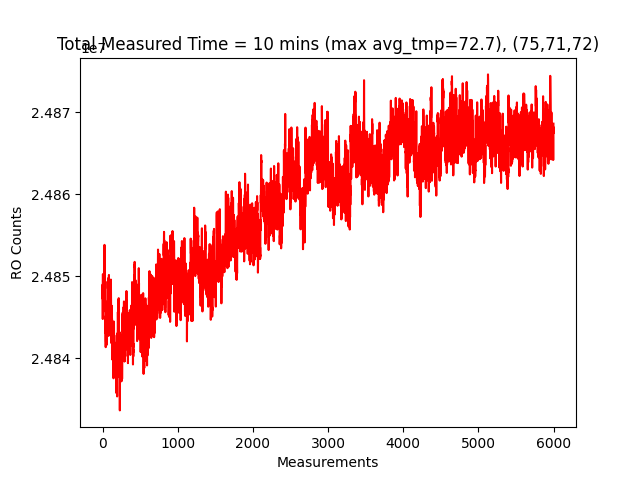 Total Measured Time = 10 mins (max avg_tmp=72.7), (75,71,72)
1e7
2.487
2.486
2.485
2.484
RO Counts
0 1000 2000 3000 4000 5000 6000
Measurements